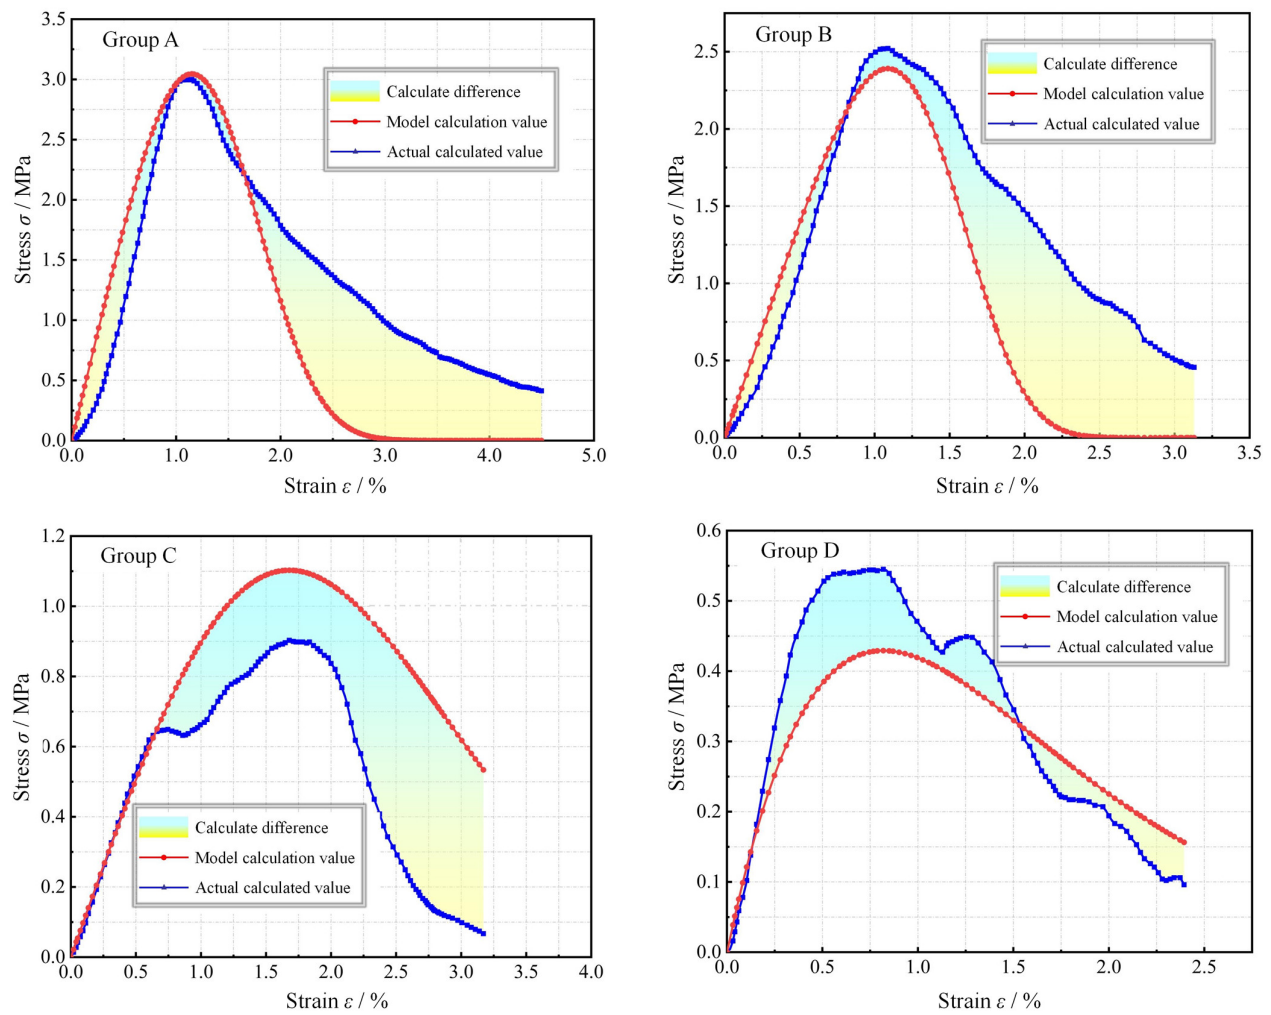 Group A
Calculate difference
Model calculation value
Actual calculated value
Stress σ / MPa
3.5
3.0
2.5
2.0
1.5
1.0
0.5
0.0
0.0 1.0 2.0 3.0 4.0 5.0
Strain ε / %
Group B
Calculate difference
Model calculation value
Actual calculated value
Stress σ / MPa
2.5
2.0
1.5
1.0
0.5
0.0
0.0 0.5 1.0 1.5 2.0 2.5 3.0 3.5
Strain ε / %
Group C
Calculate difference
Model calculation value
Actual calculated value
Stress σ / MPa
1.2
1.0
0.8
0.6
0.4
0.2
0.0
0.0 0.5 1.0 1.5 2.0 2.5 3.0 3.5 4.0
Strain ε / %
Group D
Calculate difference
Model calculation value
Actual calculated value
Stress σ / MPa
0.6
0.5
0.4
0.3
0.2
0.1
0.0
0.0 0.5 1.0 1.5 2.0 2.5
Strain ε / %